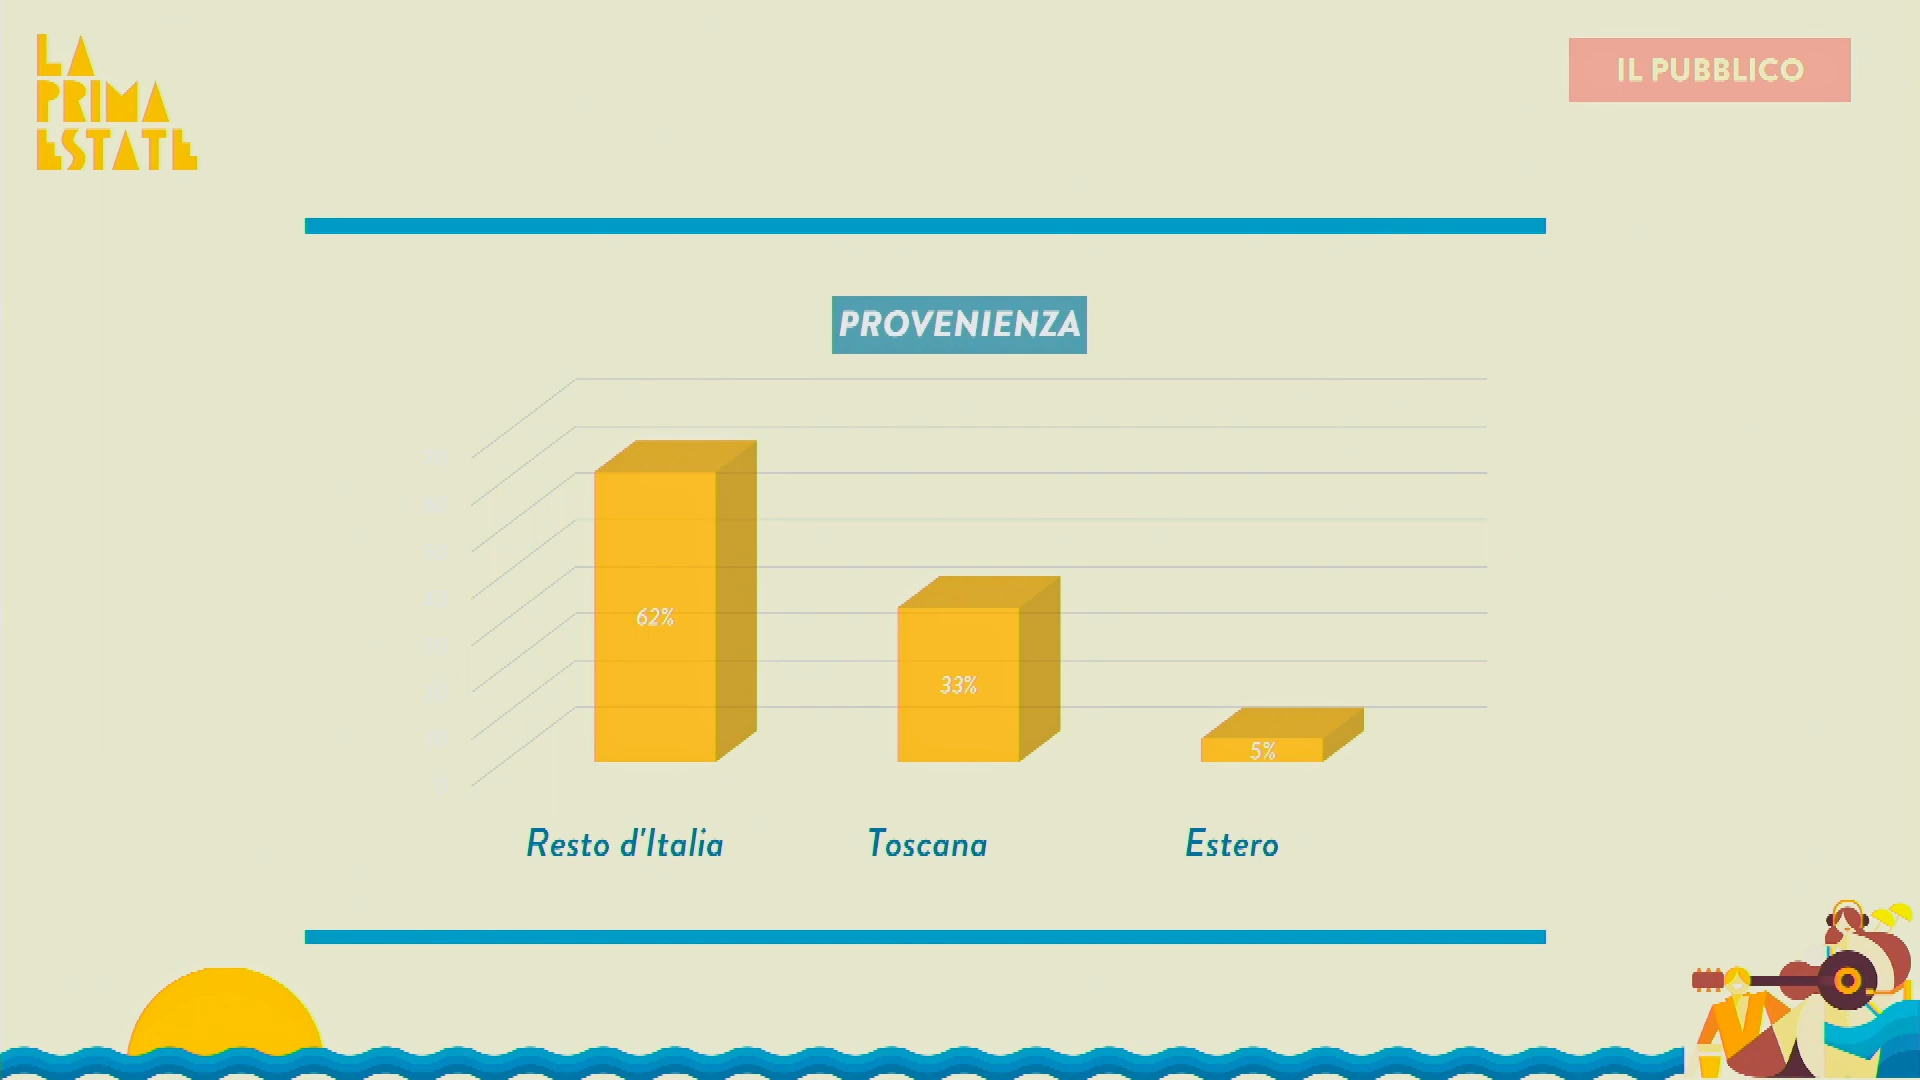 LA
PRIMA
ESTATE
IL PUBBLICO
PROVENIENZA
62%
33%
5%
Resto d'Italia
Toscana
Estero